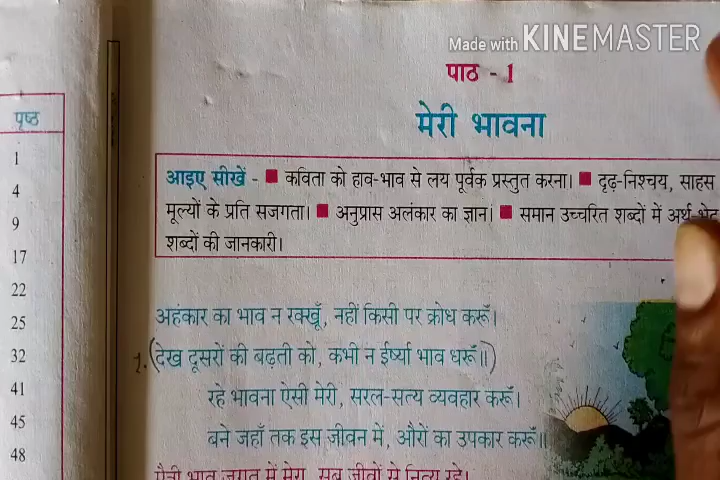 Made with KINEMASTER
पाठ - 1
मेरी भावना
पृष्ठ
1
4
9
17
22
25
32
41
45
48
आइए सीखें - ■ कविता को हाव-भाव से लय पूर्वक प्रस्तुत करना। ■ दृढ़-निश्चय, साहस
मूल्यों के प्रति सजगता। ■ अनुप्रास अलंकार का ज्ञान। ■ समान उच्चरित शब्दों में अर्थ-भेद
शब्दों की जानकारी।
अहंकार का भाव न रक्खूँ, नहीं किसी पर क्रोध करूँ।
1. (देख दूसरों की बढ़ती को, कभी न ईर्ष्या भाव धरूँ॥)
रहे भावना ऐसी मेरी, सरल-सत्य व्यवहार करूँ।
बने जहाँ तक इस जीवन में, औरों का उपकार करूँ॥
मैत्री भाव जगत में मेरा, सब जीवों से नित्य रहे।